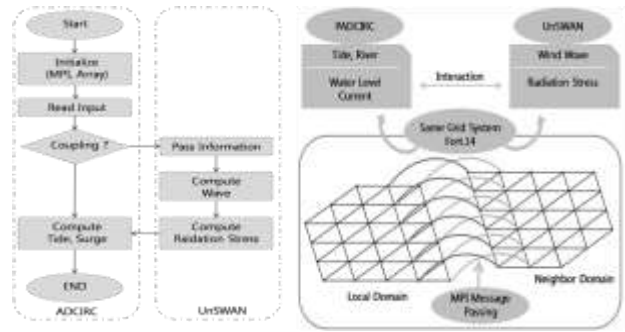 Start
Initialize
(MPI, Array)
Read Input
Coupling ?
Compute
Tide, Surge
END
ADCIRC
Pass Information
Compute
Wave
Compute
Raidation Stress
UnSWAN
PADCIRC
Tide, River
Water Level
Current
Interaction
UnSWAN
Wind Wave
Radiation Stress
Same Grid System
Fort.14
Local Domain
Neighbor Domain
MPI Message
Passing